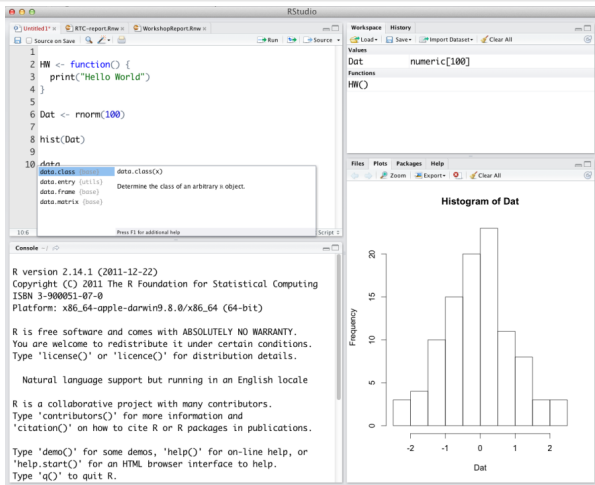 RStudio
Untitled1* RTC-report.Rnw WorkshopReport.Rnw
Source on Save Run Source
1
2 HW <- function() {
3 print("Hello World")
4 }
5
6 Dat <- rnorm(100)
7
8 hist(Dat)
9
10 data
data.class {base} data.class(x)
data.entry {utils} Determine the class of an arbitrary R object.
data.frame {base}
data.matrix {base}
Press F1 for additional help
10:6 Script
Console ~/
R version 2.14.1 (2011-12-22)
Copyright (C) 2011 The R Foundation for Statistical Computing
ISBN 3-900051-07-0
Platform: x86_64-apple-darwin9.8.0/x86_64 (64-bit)
R is free software and comes with ABSOLUTELY NO WARRANTY.
You are welcome to redistribute it under certain conditions.
Type 'license()' or 'licence()' for distribution details.
Natural language support but running in an English locale
R is a collaborative project with many contributors.
Type 'contributors()' for more information and
'citation()' on how to cite R or R packages in publications.
Type 'demo()' for some demos, 'help()' for on-line help, or
'help.start()' for an HTML browser interface to help.
Type 'q()' to quit R.
Workspace History
Load Save Import Dataset Clear All
Values
Dat numeric[100]
Functions
HW()
Files Plots Packages Help
Zoom Export Clear All
Histogram of Dat
Frequency
20
15
10
5
0
-2 -1 0 1 2
Dat